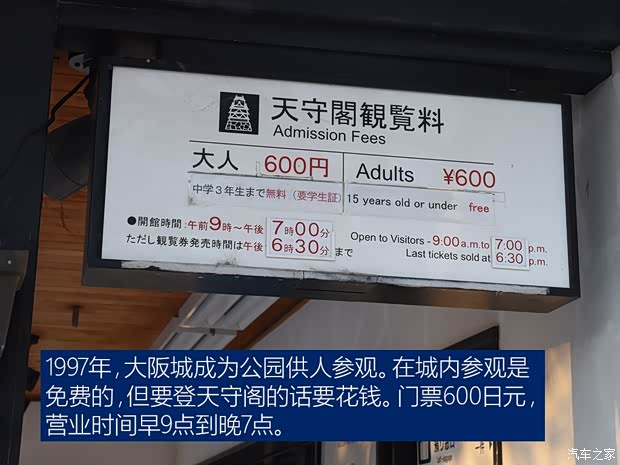 天守閣観覧料
Admission Fees
大人 600円
Adults ¥600
中学3年生まで無料（要学生証）
15 years old or under free
●開館時間：午前9時～午後7時00分
ただし観覧券発売時間は午後6時30分まで
Open to Visitors - 9:00 a.m. to 7:00 p.m.
Last tickets sold at 6:30 p.m.
1997年，大阪城成为公园供人参观。在城内参观是
免费的，但要登天守阁的话要花钱。门票600日元，
营业时间早9点到晚7点。
汽车之家